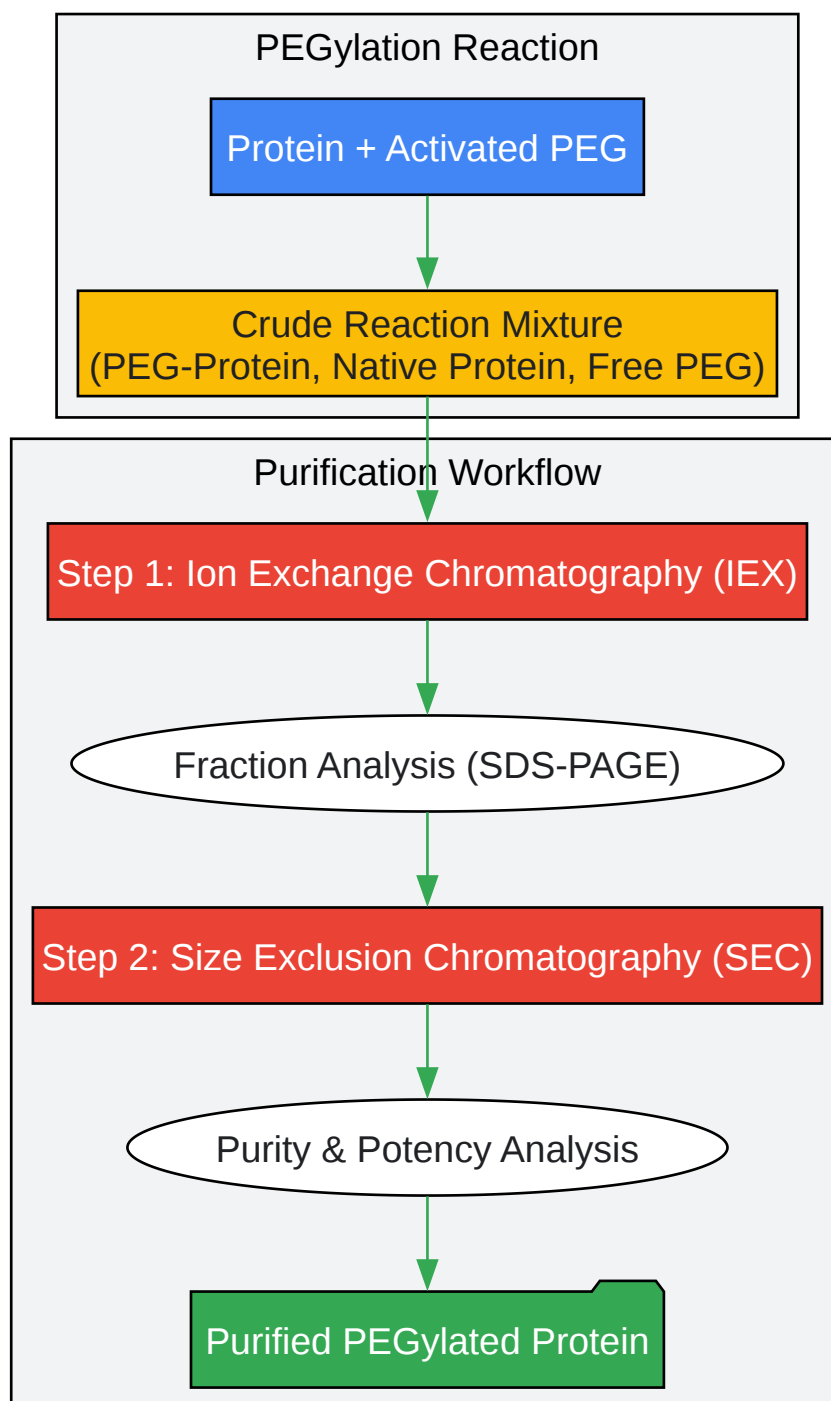 PEGylation Reaction
Protein + Activated PEG
Crude Reaction Mixture
(PEG-Protein, Native Protein, Free PEG)
Purification Workflow
Step 1: Ion Exchange Chromatography (IEX)
Fraction Analysis (SDS-PAGE)
Step 2: Size Exclusion Chromatography (SEC)
Purity & Potency Analysis
Purified PEGylated Protein